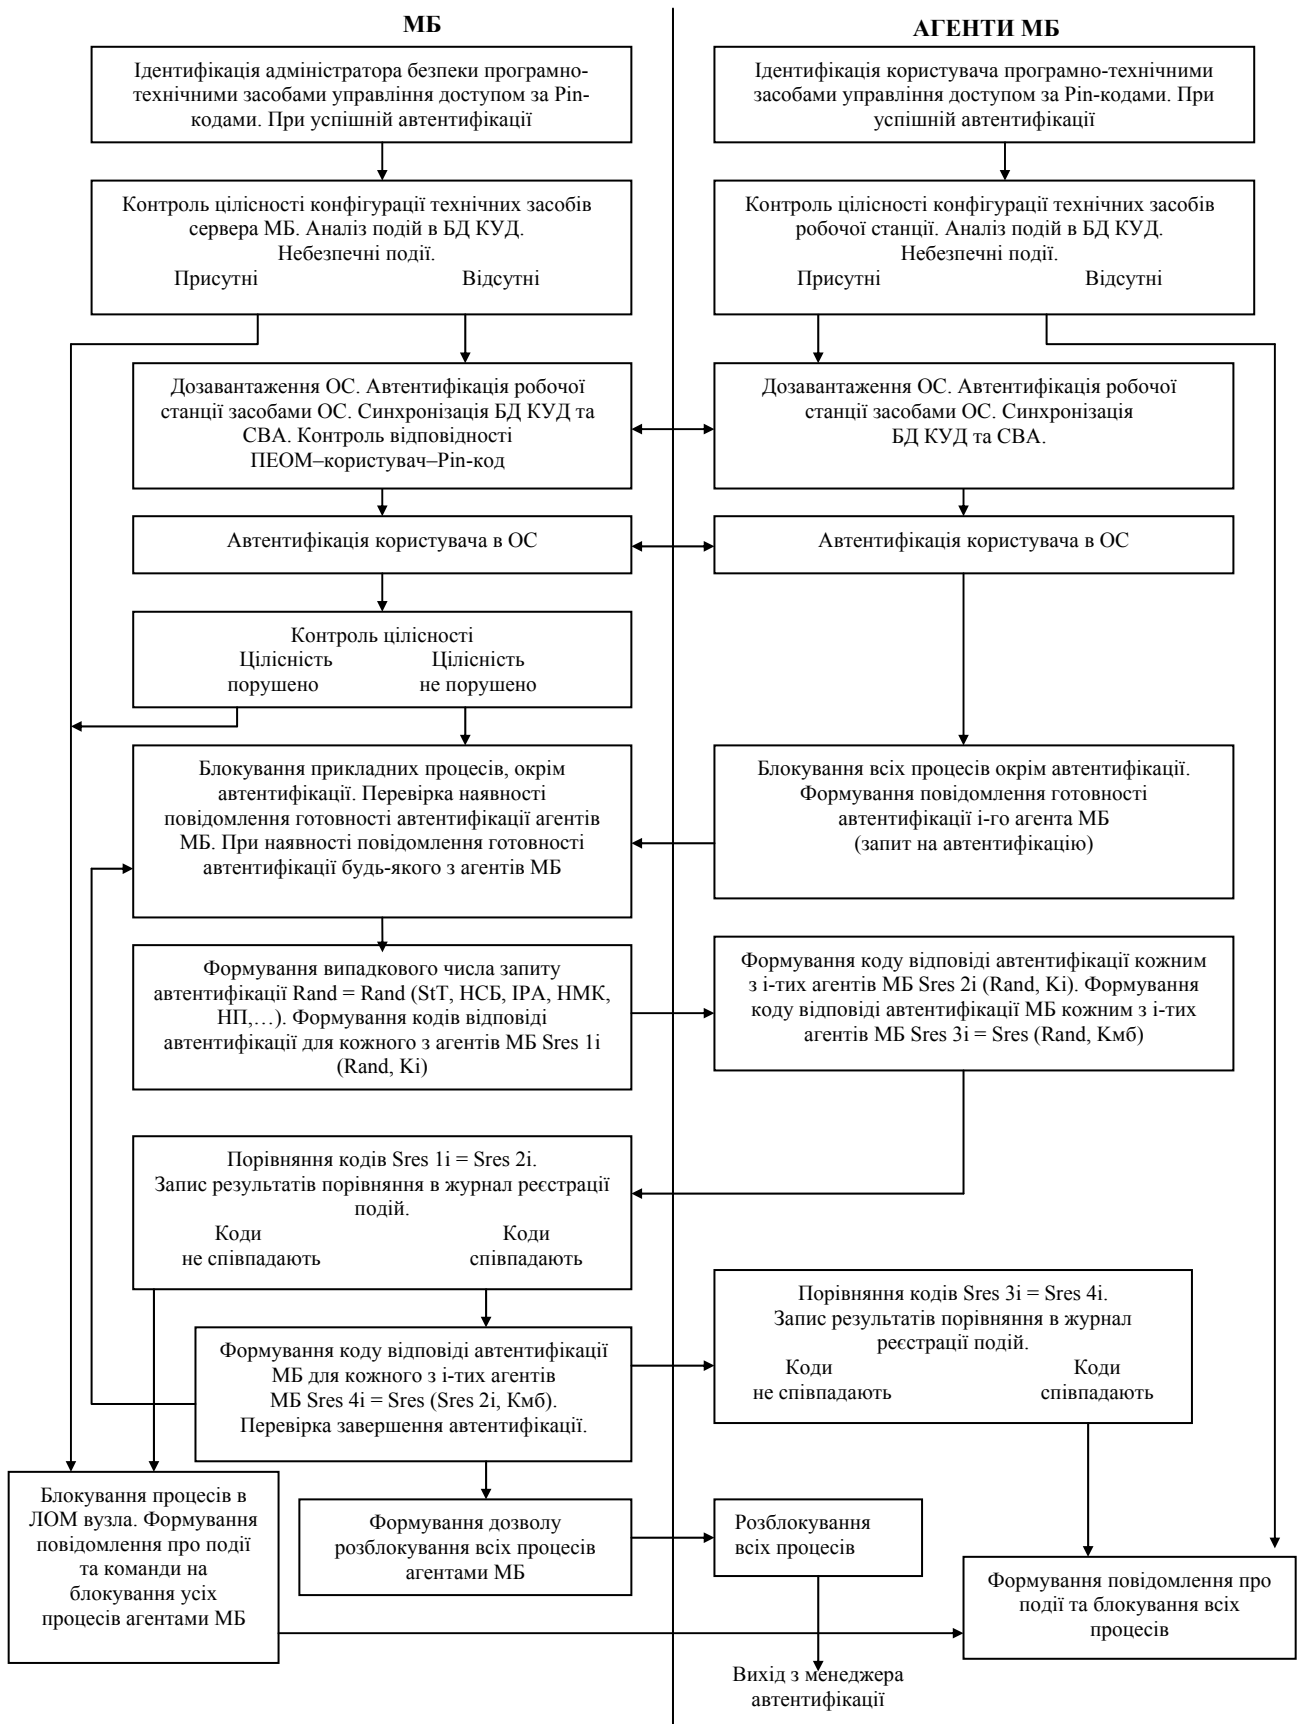 МБ
АГЕНТИ МБ
Ідентифікація адміністратора безпеки програмно-
технічними засобами управління доступом за Pin-
кодами. При успішній автентифікації
Ідентифікація користувача програмно-технічними
засобами управління доступом за Pin-кодами. При
успішній автентифікації
Контроль цілісності конфігурації технічних засобів
сервера МБ. Аналіз подій в БД КУД.
Небезпечні події.
Присутні Відсутні
Контроль цілісності конфігурації технічних засобів
робочої станції. Аналіз подій в БД КУД.
Небезпечні події.
Присутні Відсутні
Дозавантаження ОС. Автентифікація робочої
станції засобами ОС. Синхронізація БД КУД та
СВА. Контроль відповідності
ПЕОМ–користувач–Pin-код
Дозавантаження ОС. Автентифікація робочої
станції засобами ОС. Синхронізація
БД КУД та СВА.
Автентифікація користувача в ОС
Автентифікація користувача в ОС
Контроль цілісності
Цілісність Цілісність
порушено не порушено
Блокування прикладних процесів, окрім
автентифікації. Перевірка наявності
повідомлення готовності автентифікації агентів
МБ. При наявності повідомлення готовності
автентифікації будь-якого з агентів МБ
Блокування всіх процесів окрім автентифікації.
Формування повідомлення готовності
автентифікації і-го агента МБ
(запит на автентифікацію)
Формування випадкового числа запиту
автентифікації Rand = Rand (StT, НСБ, ІРА, НМК,
НП,…). Формування кодів відповіді
автентифікації для кожного з агентів МБ Sres 1i
(Rand, Ki)
Формування коду відповіді автентифікації кожним
з і-тих агентів МБ Sres 2i (Rand, Ki). Формування
коду відповіді автентифікації МБ кожним з і-тих
агентів МБ Sres 3i = Sres (Rand, Kмб)
Порівняння кодів Sres 1i = Sres 2i.
Запис результатів порівняння в журнал реєстрації
подій.
Коди Коди
не співпадають співпадають
Порівняння кодів Sres 3i = Sres 4i.
Запис результатів порівняння в журнал
реєстрації подій.
Коди Коди
не співпадають співпадають
Формування коду відповіді автентифікації
МБ для кожного з і-тих агентів
МБ Sres 4i = Sres (Sres 2i, Kмб).
Перевірка завершення автентифікації.
Блокування процесів в
ЛОМ вузла. Формування
повідомлення про події
та команди на
блокування усіх
процесів агентами МБ
Формування дозволу
розблокування всіх процесів
агентами МБ
Розблокування
всіх процесів
Формування повідомлення про
події та блокування всіх
процесів
Вихід з менеджера
автентифікації